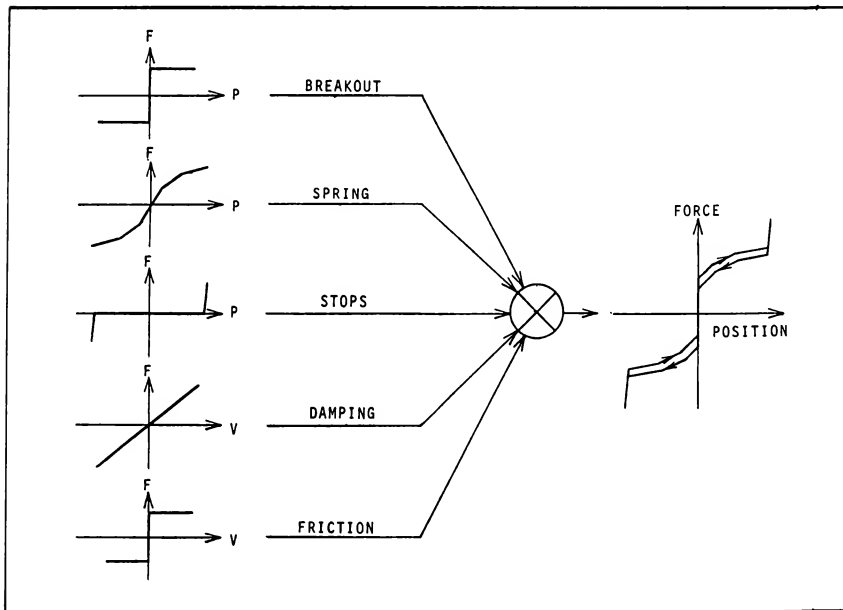 F
P
BREAKOUT
F
P
SPRING
F
P
STOPS
F
V
DAMPING
F
V
FRICTION
FORCE
POSITION